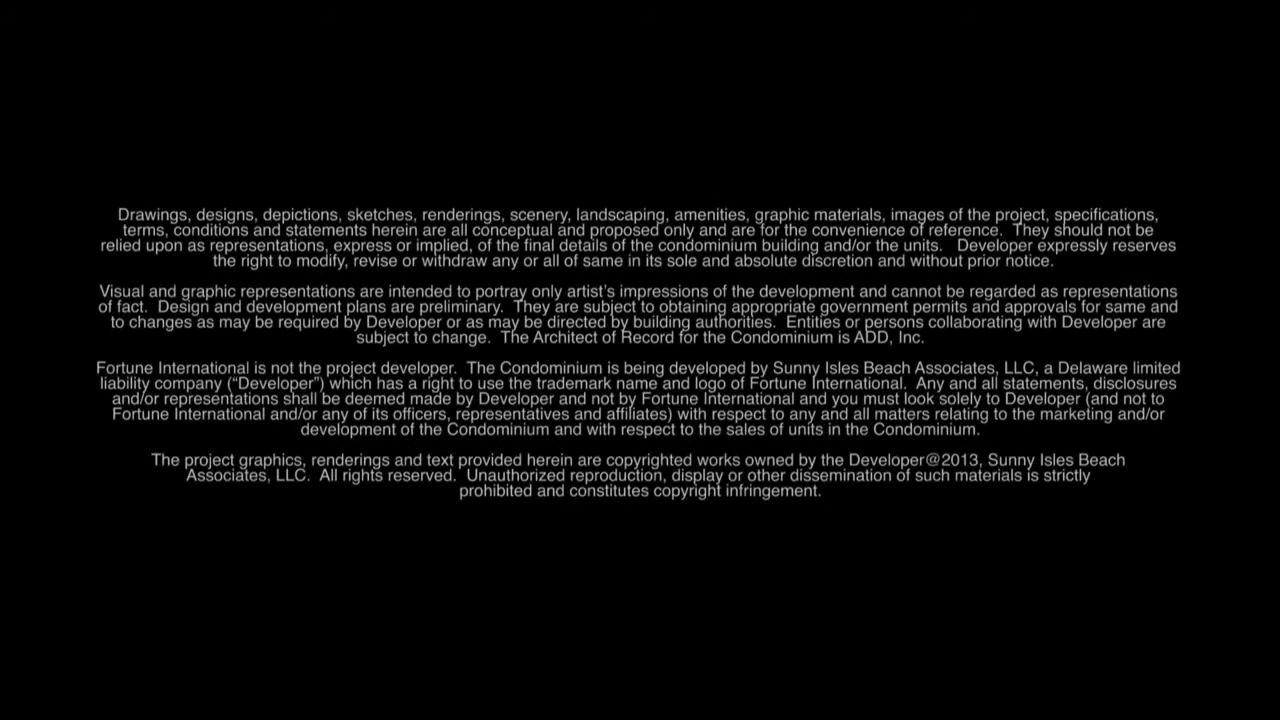 Drawings, designs, depictions, sketches, renderings, scenery, landscaping, amenities, graphic materials, images of the project, specifications,
terms, conditions and statements herein are all conceptual and proposed only and are for the convenience of reference.  They should not be
relied upon as representations, express or implied, of the final details of the condominium building and/or the units.   Developer expressly reserves
the right to modify, revise or withdraw any or all of same in its sole and absolute discretion and without prior notice.
Visual and graphic representations are intended to portray only artist's impressions of the development and cannot be regarded as representations
of fact.  Design and development plans are preliminary.  They are subject to obtaining appropriate government permits and approvals for same and
to changes as may be required by Developer or as may be directed by building authorities.  Entities or persons collaborating with Developer are
subject to change.  The Architect of Record for the Condominium is ADD, Inc.
Fortune International is not the project developer.  The Condominium is being developed by Sunny Isles Beach Associates, LLC, a Delaware limited
liability company (“Developer”) which has a right to use the trademark name and logo of Fortune International.  Any and all statements, disclosures
and/or representations shall be deemed made by Developer and not by Fortune International and you must look solely to Developer (and not to
Fortune International and/or any of its officers, representatives and affiliates) with respect to any and all matters relating to the marketing and/or
development of the Condominium and with respect to the sales of units in the Condominium.
The project graphics, renderings and text provided herein are copyrighted works owned by the Developer@2013, Sunny Isles Beach
Associates, LLC.  All rights reserved.  Unauthorized reproduction, display or other dissemination of such materials is strictly
prohibited and constitutes copyright infringement.